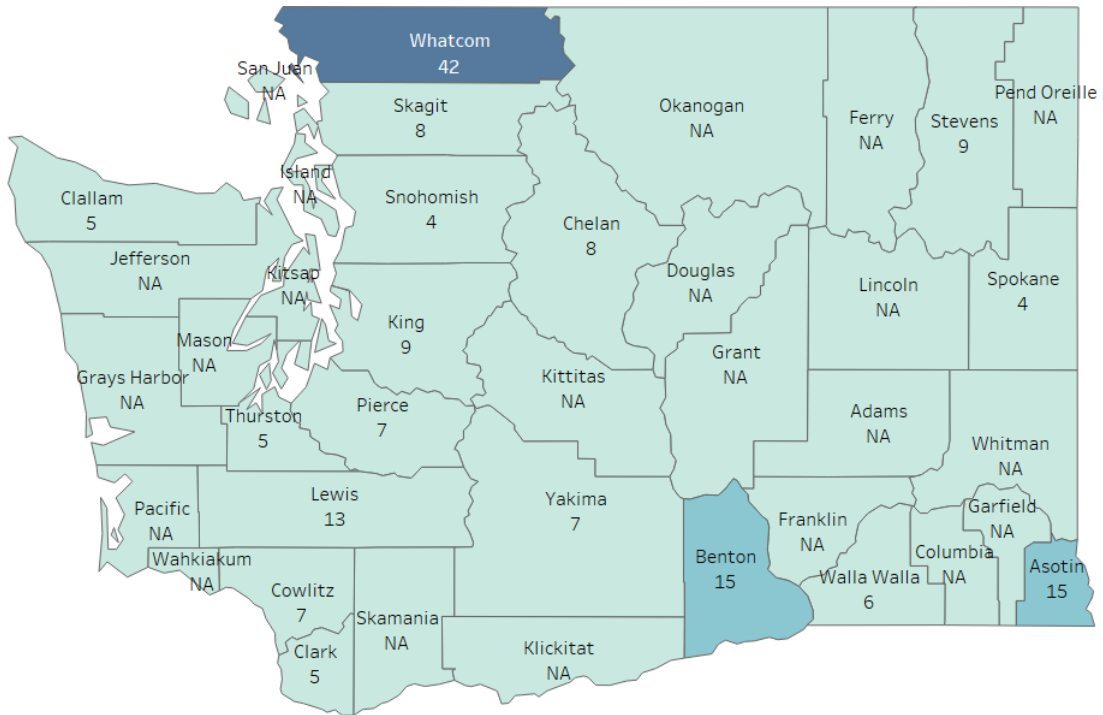 Whatcom
42
San Juan
NA
Skagit
8
Okanogan
NA
Ferry
NA
Stevens
9
Pend Oreille
NA
Island
NA
Clallam
5
Snohomish
4
Chelan
8
Jefferson
NA
Kitsap
NA
Douglas
NA
Lincoln
NA
Spokane
4
King
9
Mason
NA
Grant
NA
Grays Harbor
NA
Kittitas
NA
Thurston
5
Pierce
7
Adams
NA
Whitman
NA
Lewis
13
Yakima
7
Pacific
NA
Franklin
NA
Garfield
NA
Benton
15
Columbia
NA
Asotin
15
Wahkiakum
NA
Walla Walla
6
Cowlitz
7
Skamania
NA
Clark
5
Klickitat
NA